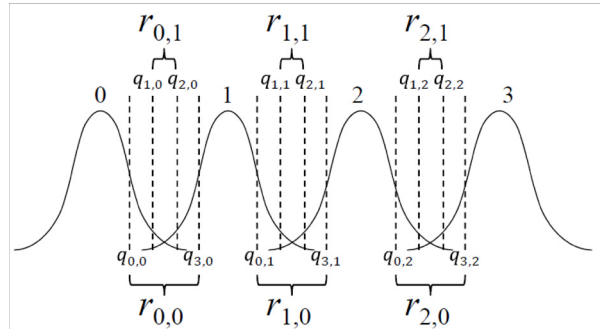 r₀,₁ r₁,₁ r₂,₁
q₁,₀ q₂,₀ q₁,₁ q₂,₁ q₁,₂ q₂,₂
0 1 2 3
q₀,₀ q₃,₀ q₀,₁ q₃,₁ q₀,₂ q₃,₂
r₀,₀ r₁,₀ r₂,₀